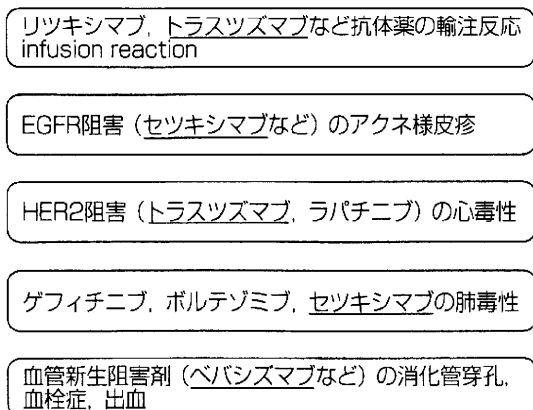 リツキシマブ，トラスツズマブなど抗体薬の輸注反応
infusion reaction
EGFR阻害（セツキシマブなど）のアクネ様皮疹
HER2阻害（トラスツズマブ，ラパチニブ）の心毒性
ゲフィチニブ，ボルテゾミブ，セツキシマブの肺毒性
血管新生阻害剤（ベバシズマブなど）の消化管穿孔，
血栓症，出血